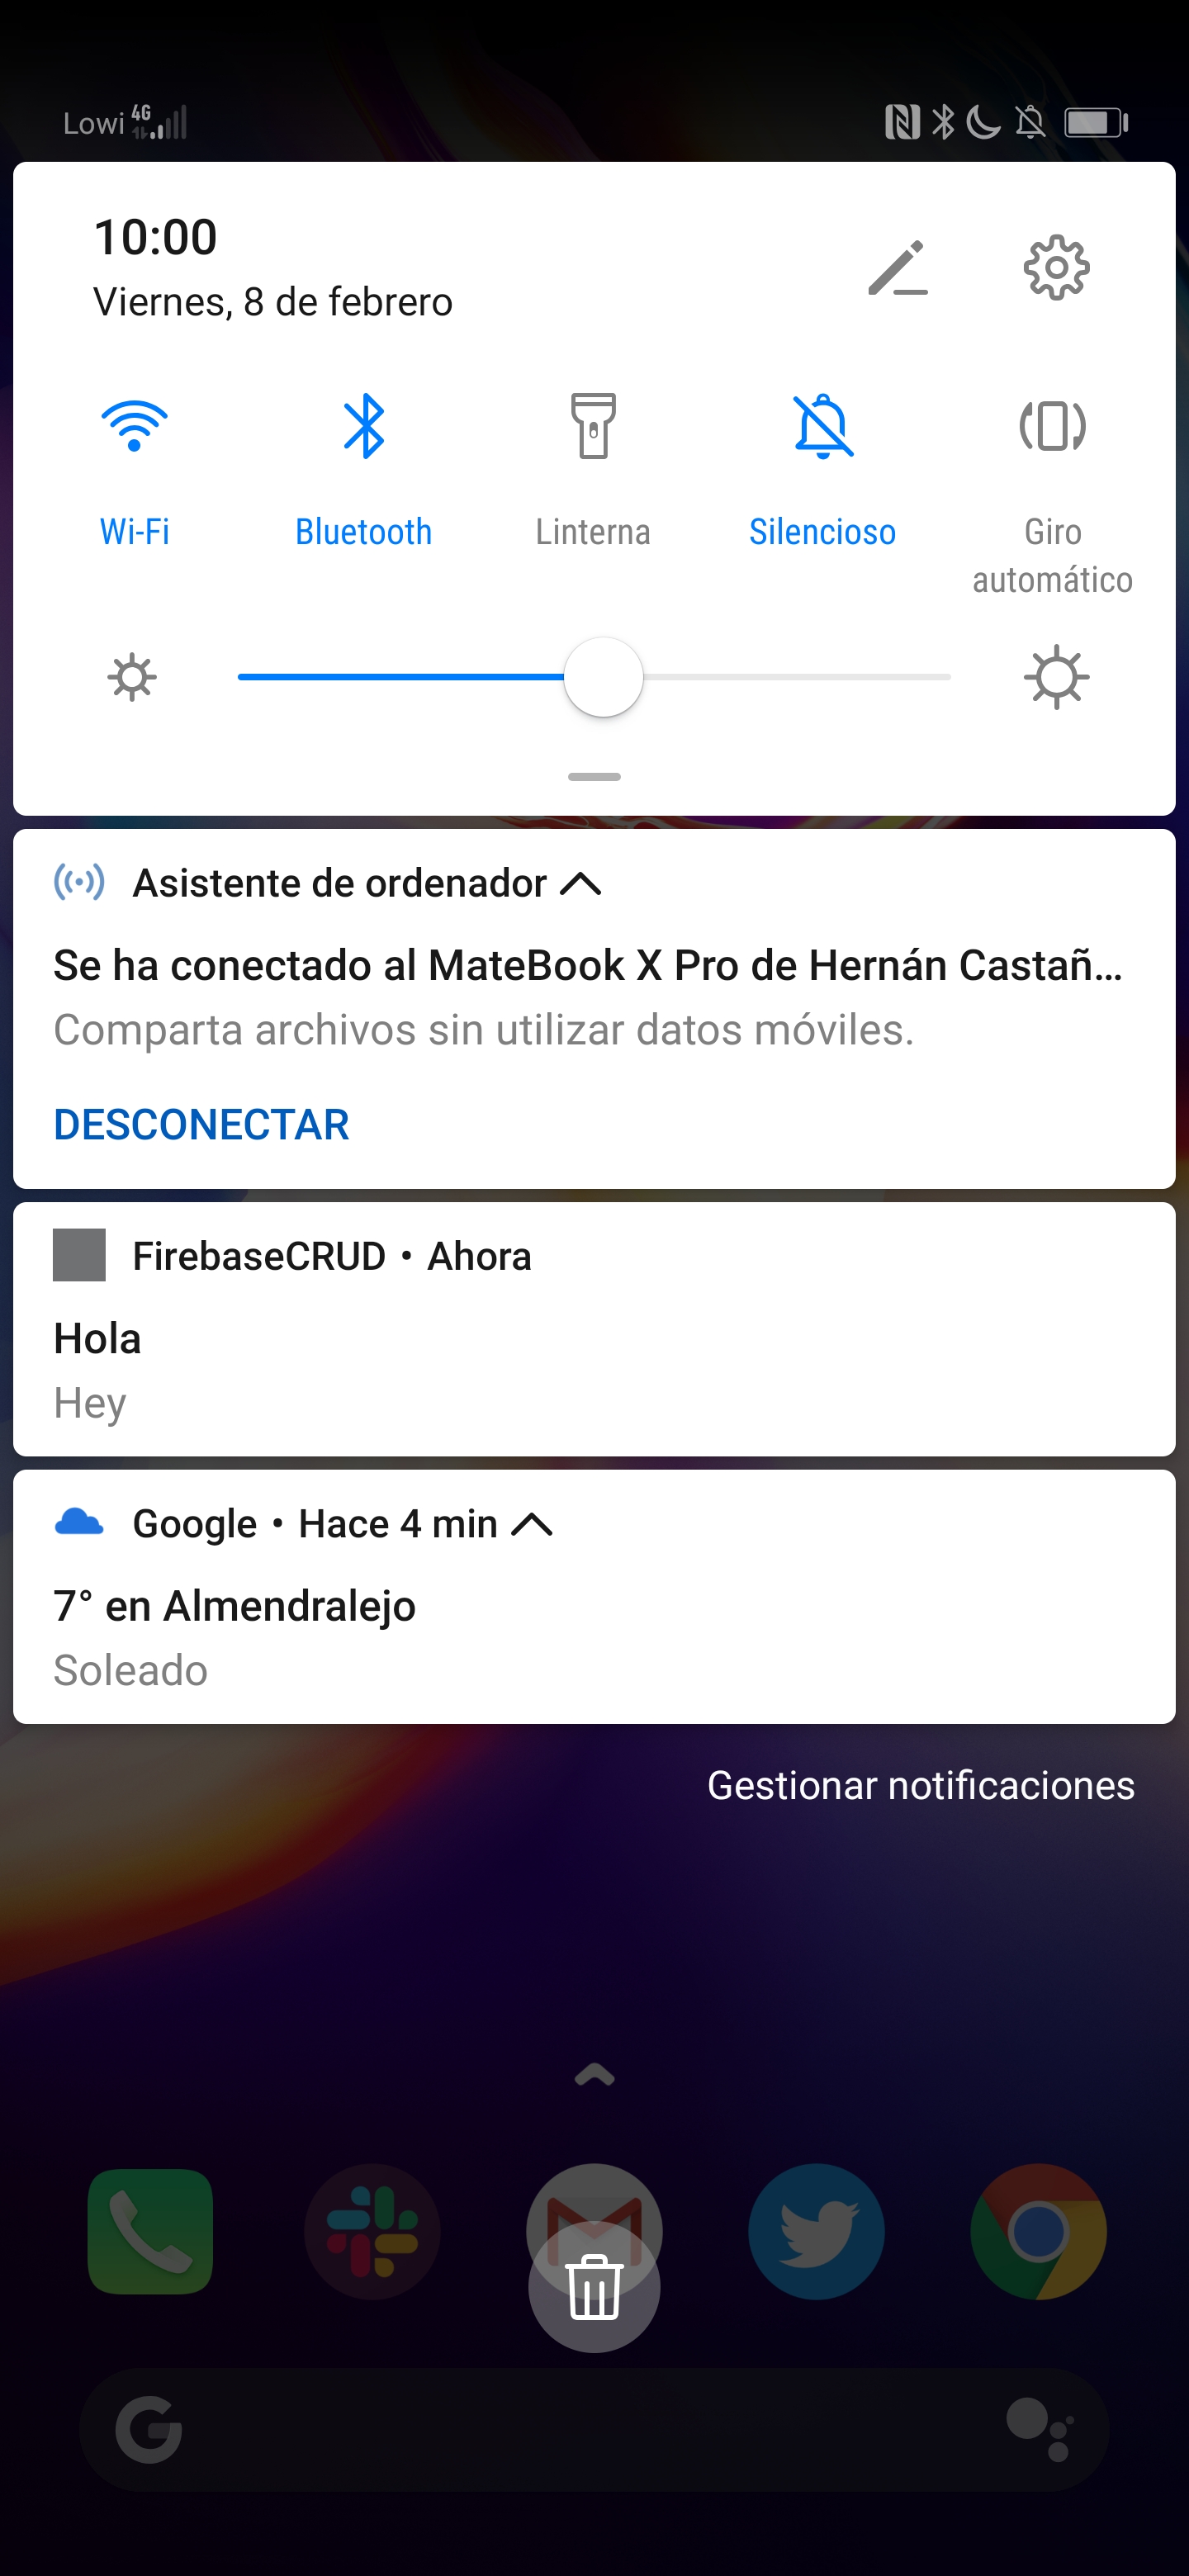 Lowi 4G
10:00
Viernes, 8 de febrero
Wi-Fi
Bluetooth
Linterna
Silencioso
Giro
automático
Asistente de ordenador
Se ha conectado al MateBook X Pro de Hernán Castañ...
Comparta archivos sin utilizar datos móviles.
DESCONECTAR
FirebaseCRUD • Ahora
Hola
Hey
Google • Hace 4 min
7° en Almendralejo
Soleado
Gestionar notificaciones